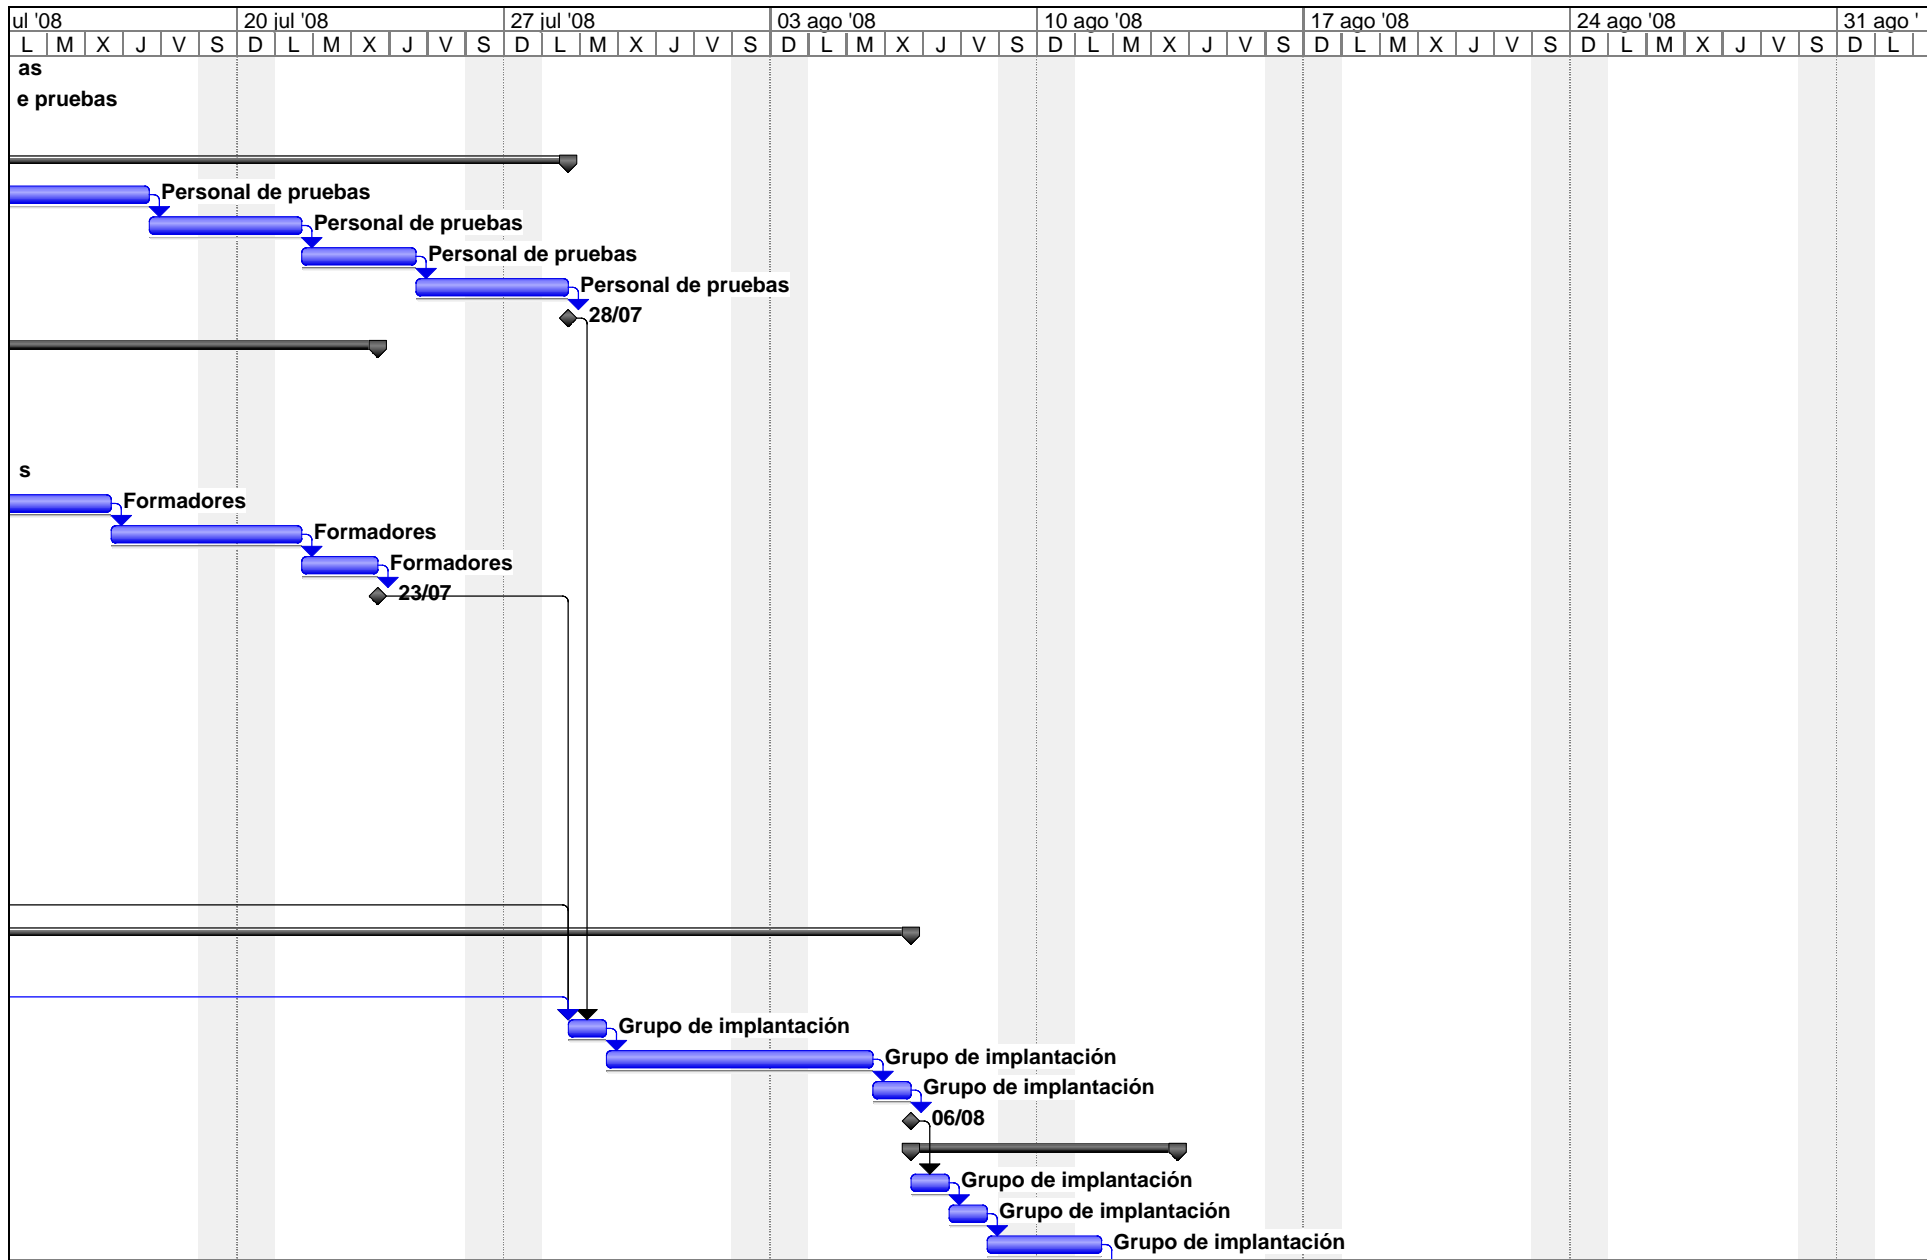 ul '08 20 jul '08 27 jul '08 03 ago '08 10 ago '08 17 ago '08 24 ago '08 31 ago '
L M X J V S D L M X J V S D L M X J V S D L M X J V S D L M X J V S D L M X J V S D L M X J V S D L
as
e pruebas
Personal de pruebas
Personal de pruebas
Personal de pruebas
Personal de pruebas
28/07
s
Formadores
Formadores
Formadores
23/07
Grupo de implantación
Grupo de implantación
Grupo de implantación
06/08
Grupo de implantación
Grupo de implantación
Grupo de implantación